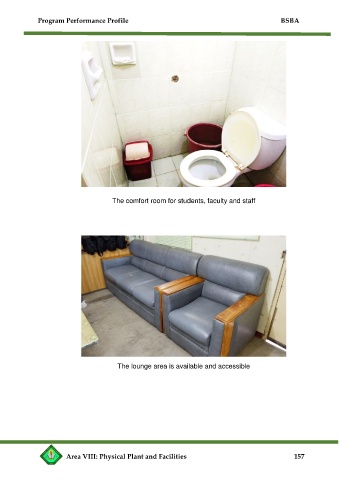 Program Performance Profile BSBA
The comfort room for students, faculty and staff
The lounge area is available and accessible
Area VIII: Physical Plant and Facilities 157